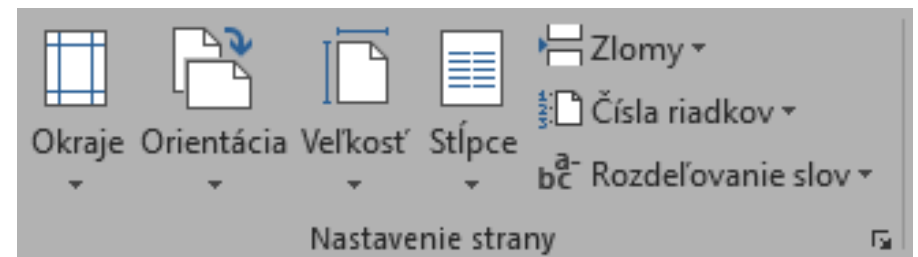 Okraje
Orientácia
Veľkosť
Stĺpce
Zlomy
Čísla riadkov
Rozdeľovanie slov
Nastavenie strany